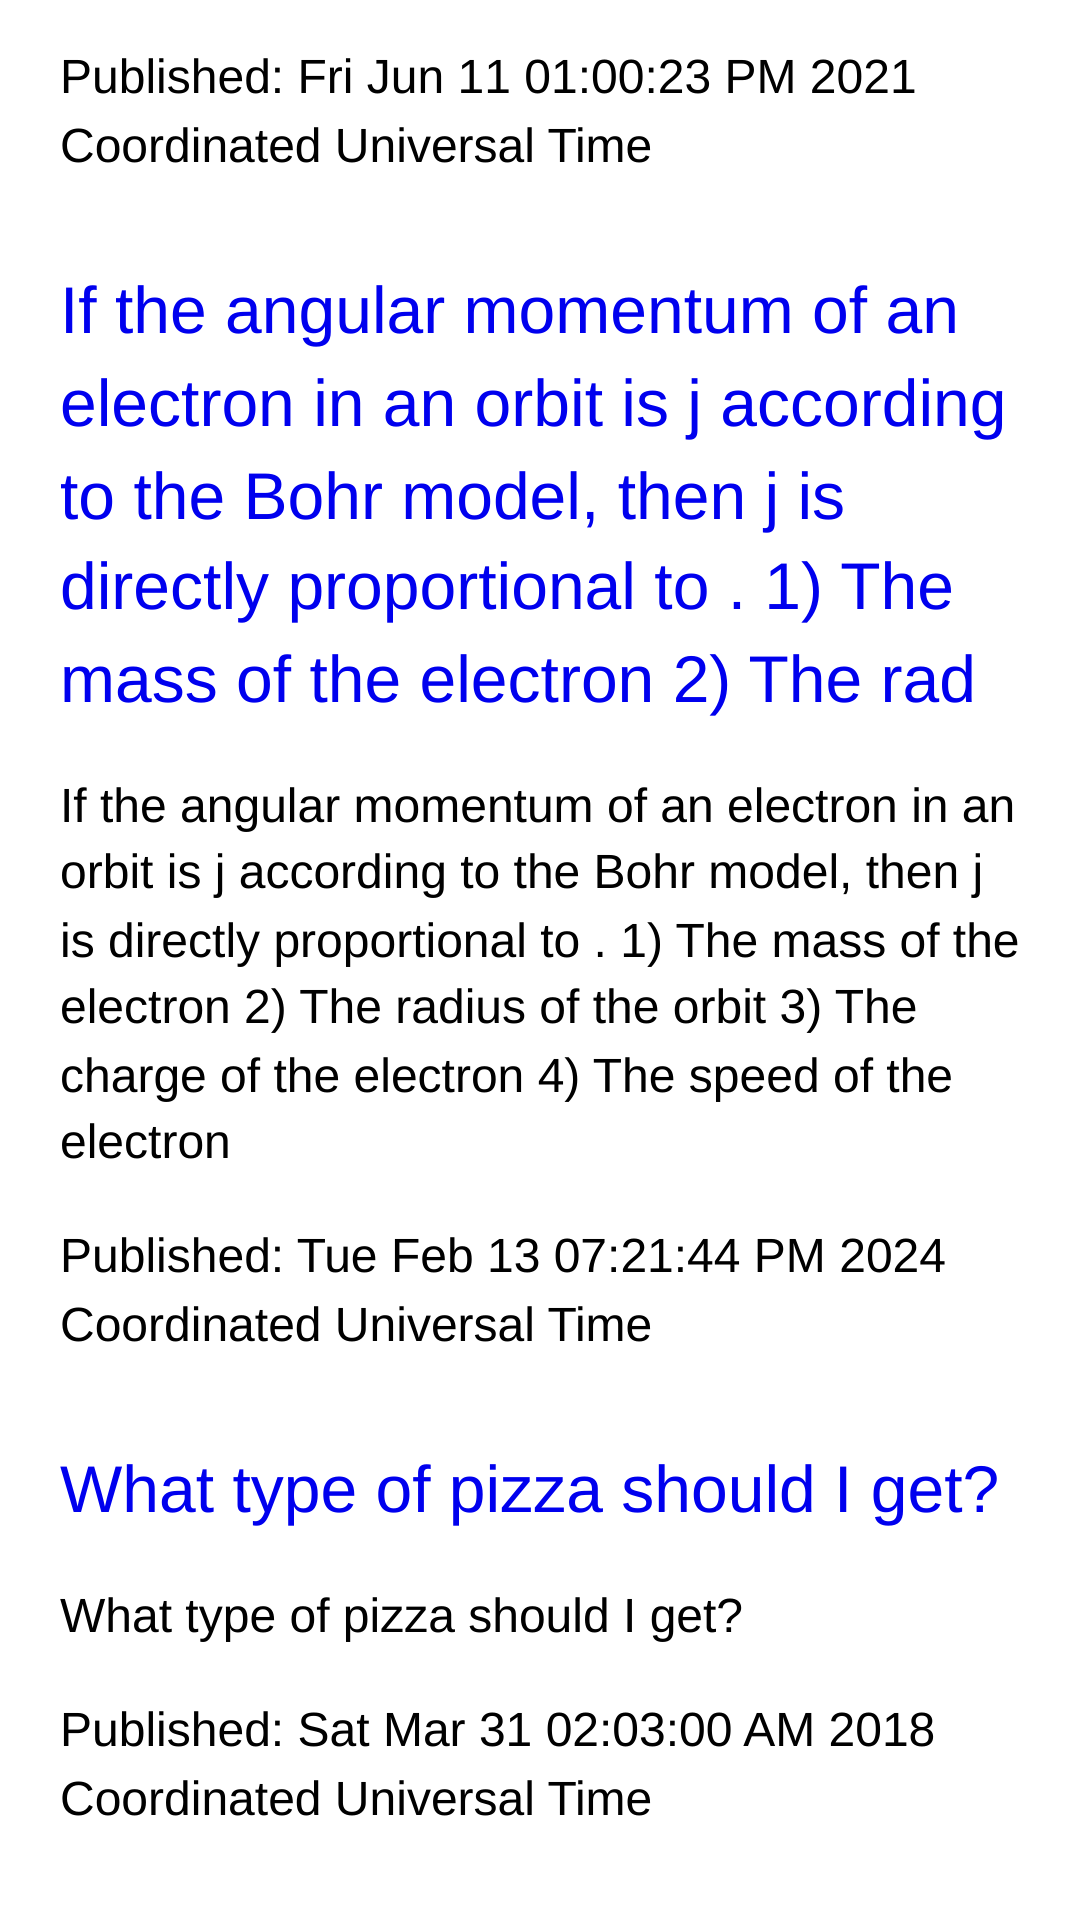 Published: Fri Jun 11 01:00:23 PM 2021
Coordinated Universal Time
If the angular momentum of an
electron in an orbit is j according
to the Bohr model, then j is
directly proportional to . 1) The
mass of the electron 2) The rad
If the angular momentum of an electron in an
orbit is j according to the Bohr model, then j
is directly proportional to . 1) The mass of the
electron 2) The radius of the orbit 3) The
charge of the electron 4) The speed of the
electron
Published: Tue Feb 13 07:21:44 PM 2024
Coordinated Universal Time
What type of pizza should I get?
What type of pizza should I get?
Published: Sat Mar 31 02:03:00 AM 2018
Coordinated Universal Time